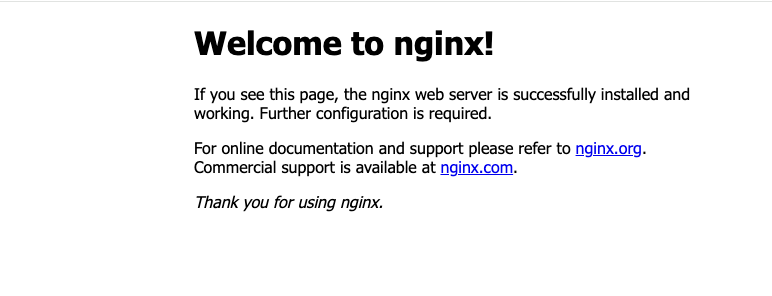 Welcome to nginx!
If you see this page, the nginx web server is successfully installed and
working. Further configuration is required.
For online documentation and support please refer to nginx.org.
Commercial support is available at nginx.com.
Thank you for using nginx.